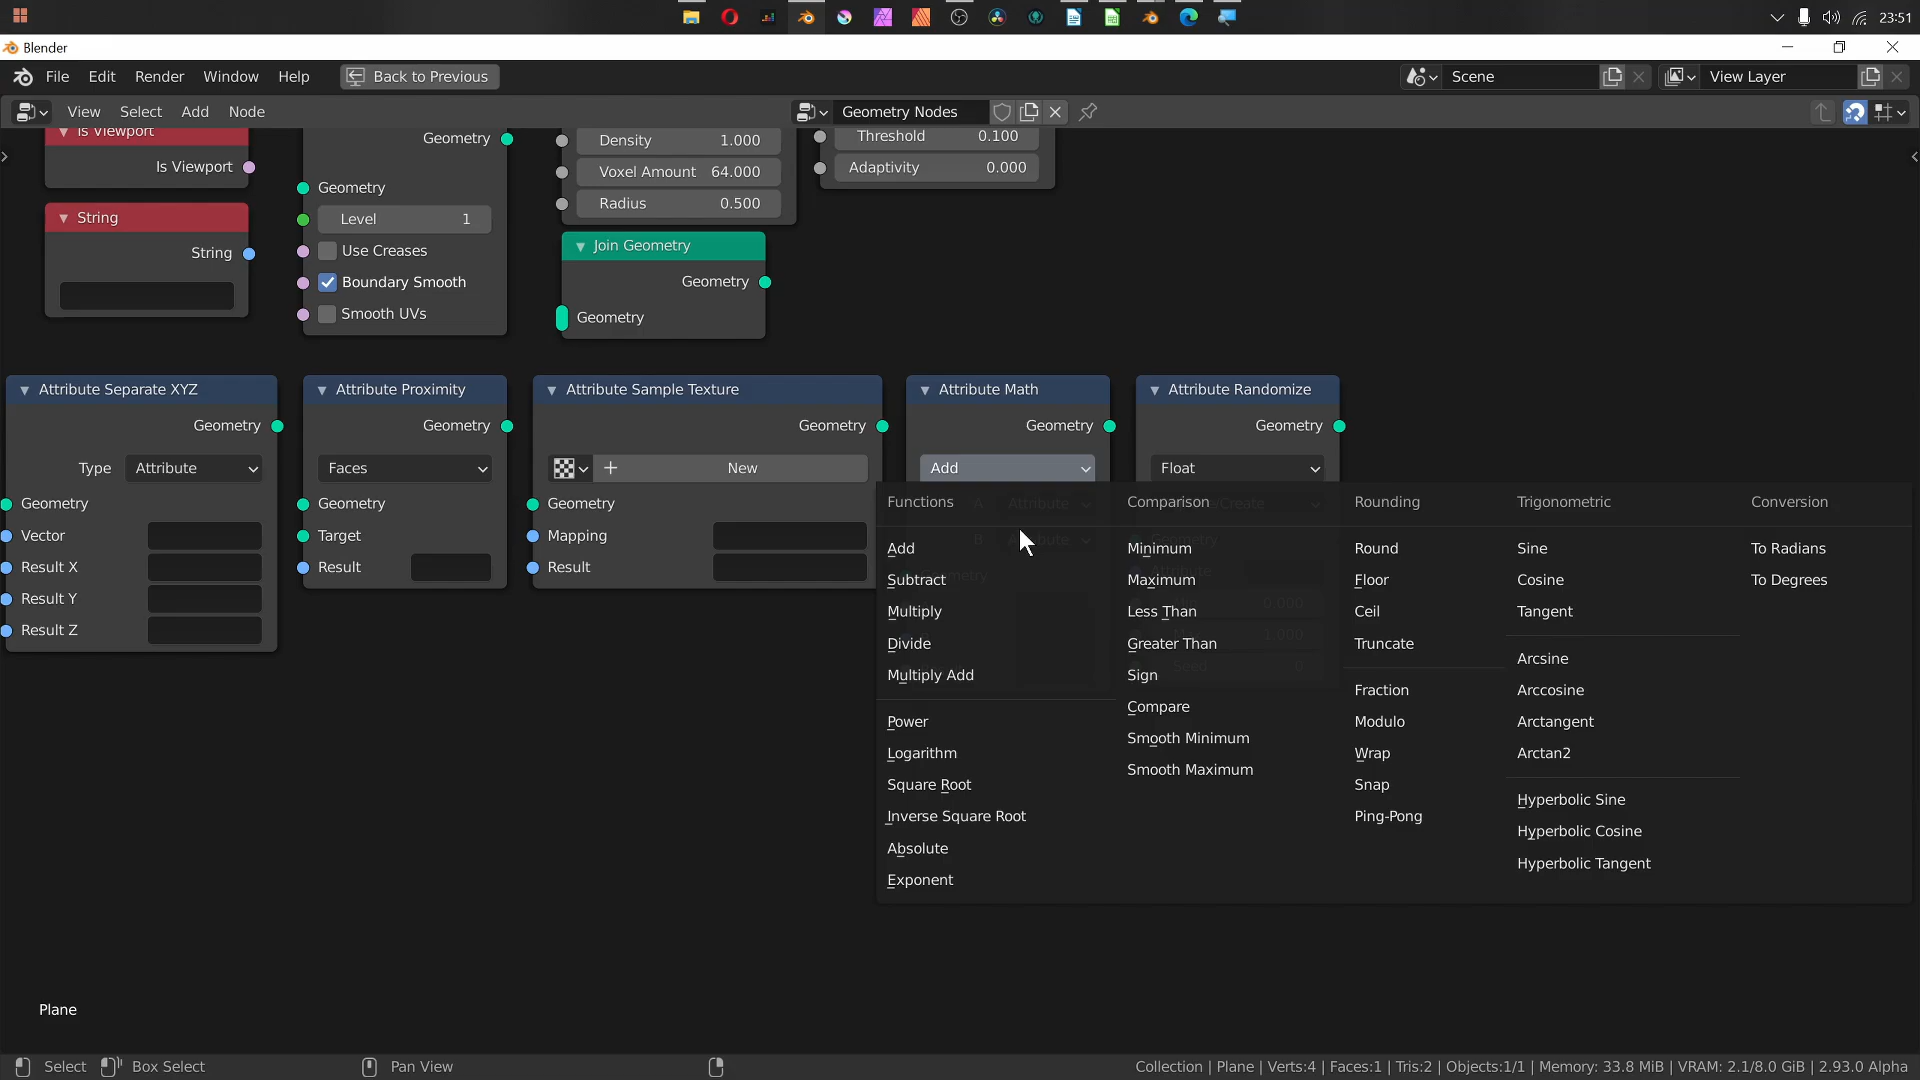 23:51
Blender
File Edit Render Window Help Back to Previous Scene View Layer
View Select Add Node Geometry Nodes
Is Viewport
Is Viewport
String
String
Geometry
Geometry
Level 1
Use Creases
Boundary Smooth
Smooth UVs
Density 1.000
Voxel Amount 64.000
Radius 0.500
Threshold 0.100
Adaptivity 0.000
Join Geometry
Geometry
Geometry
Attribute Separate XYZ
Geometry
Type Attribute
Geometry
Vector
Result X
Result Y
Result Z
Attribute Proximity
Geometry
Faces
Geometry
Target
Result
Attribute Sample Texture
Geometry
New
Geometry
Mapping
Result
Attribute Math
Geometry
Add
A Attribute
Attribute Randomize
Geometry
Float
Functions
Add
Subtract
Multiply
Divide
Multiply Add
Power
Logarithm
Square Root
Inverse Square Root
Absolute
Exponent
Comparison
Minimum
Maximum
Less Than
Greater Than
Sign
Compare
Smooth Minimum
Smooth Maximum
Rounding
Round
Floor
Ceil
Truncate
Fraction
Modulo
Wrap
Snap
Ping-Pong
Trigonometric
Sine
Cosine
Tangent
Arcsine
Arccosine
Arctangent
Arctan2
Hyperbolic Sine
Hyperbolic Cosine
Hyperbolic Tangent
Conversion
To Radians
To Degrees
Plane
Select Box Select Pan View Collection | Plane | Verts:4 | Faces:1 | Tris:2 | Objects:1/1 | Memory: 33.8 MiB | VRAM: 2.1/8.0 GiB | 2.93.0 Alpha